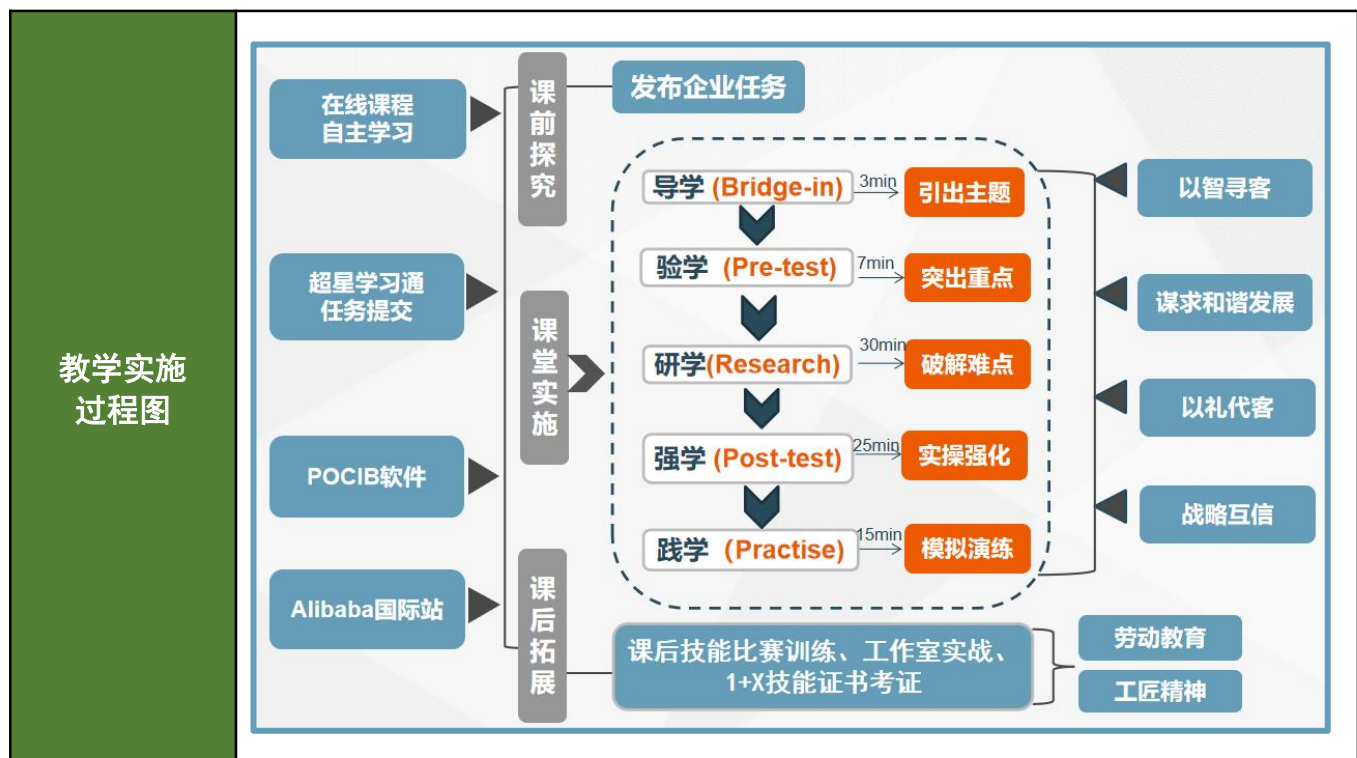 教学实施
过程图
在线课程
自主学习
超星学习通
任务提交
POCIB软件
Alibaba国际站
课前探究
课堂实施
课后拓展
发布企业任务
导学 (Bridge-in)
3min
引出主题
验学 (Pre-test)
7min
突出重点
研学(Research)
30min
破解难点
强学 (Post-test)
25min
实操强化
践学 (Practise)
15min
模拟演练
以智寻客
谋求和谐发展
以礼代客
战略互信
课后技能比赛训练、工作室实战、
1+X技能证书考证
劳动教育
工匠精神